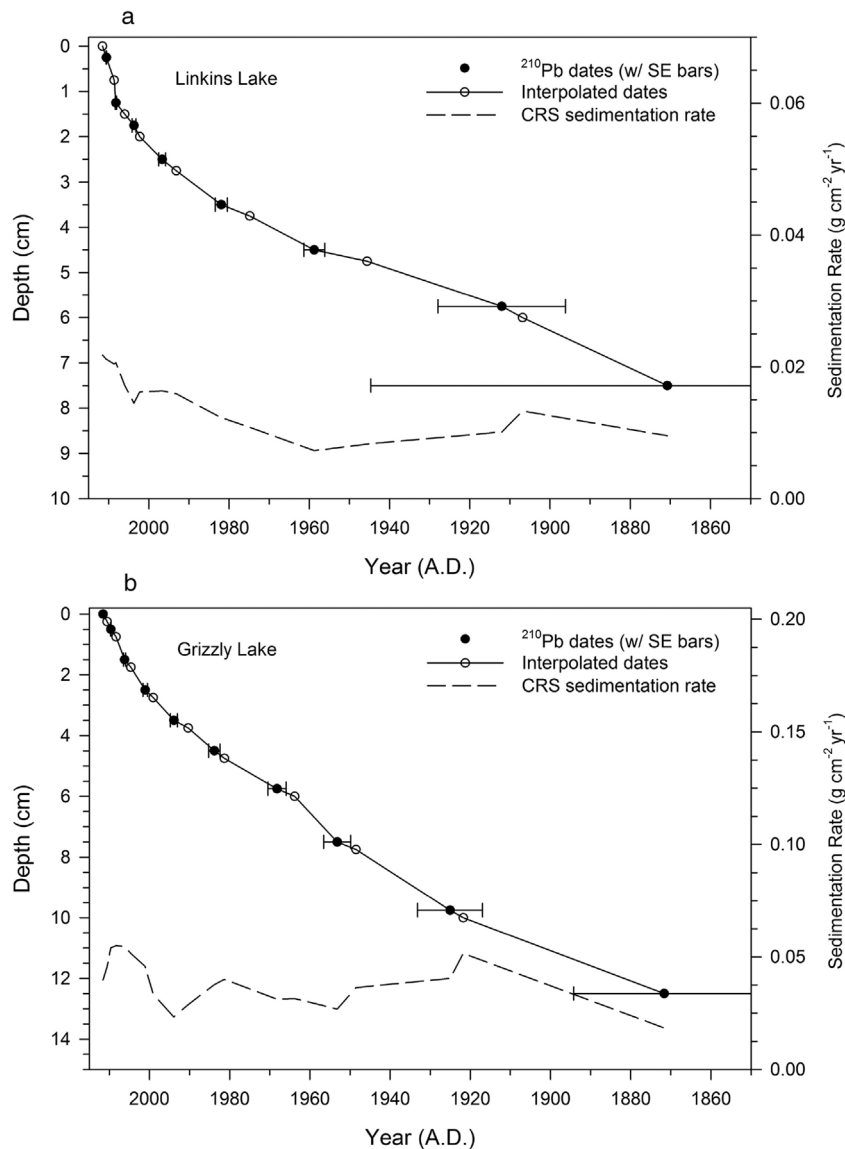 a
Linkins Lake
²¹⁰Pb dates (w/ SE bars)
Interpolated dates
CRS sedimentation rate
Depth (cm)
0
1
2
3
4
5
6
7
8
9
10
Sedimentation Rate (g cm⁻² yr⁻¹)
0.06
0.04
0.02
0.00
2000 1980 1960 1940 1920 1900 1880 1860
Year (A.D.)
b
Grizzly Lake
²¹⁰Pb dates (w/ SE bars)
Interpolated dates
CRS sedimentation rate
Depth (cm)
0
2
4
6
8
10
12
14
Sedimentation Rate (g cm⁻² yr⁻¹)
0.20
0.15
0.10
0.05
0.00
2000 1980 1960 1940 1920 1900 1880 1860
Year (A.D.)